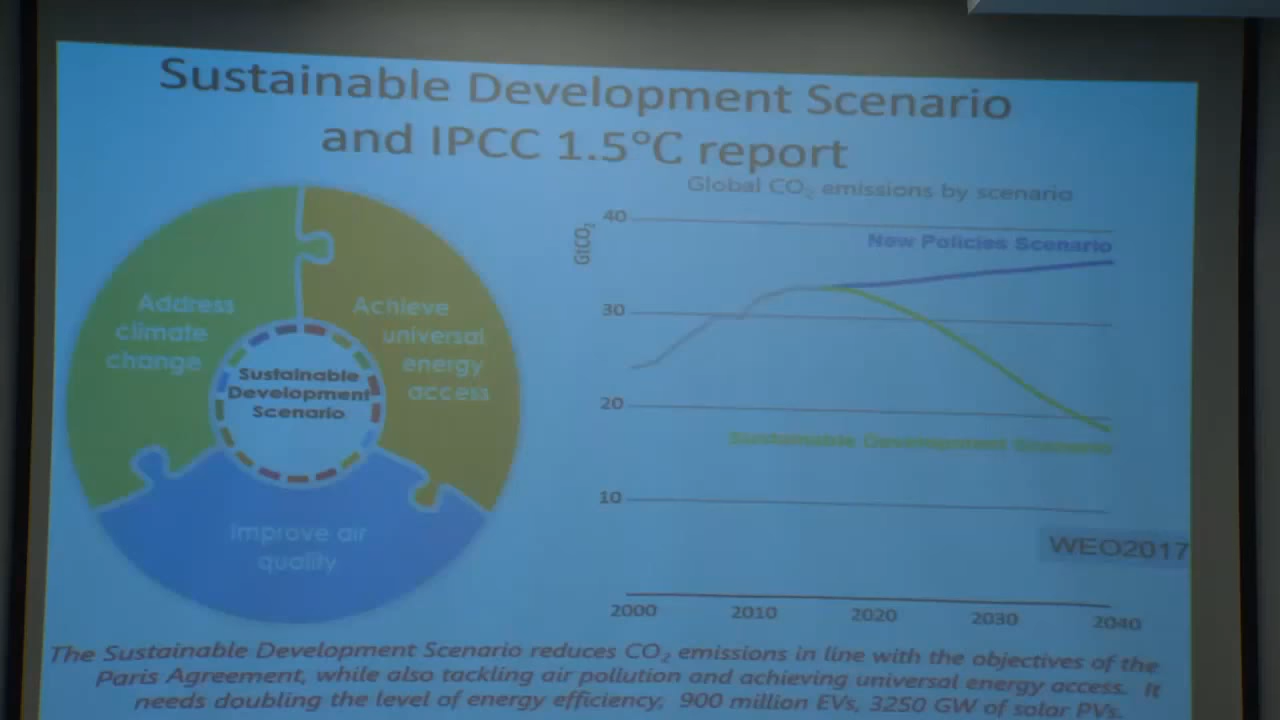 Sustainable Development Scenario
and IPCC 1.5°C report
Global CO₂ emissions by scenario
GtCO₂
40
30
20
10
New Policies Scenario
Sustainable Development Scenario
WEO2017
2000 2010 2020 2030 2040
Address
climate
change
Achieve
universal
energy
access
Sustainable
Development
Scenario
Improve air
quality
The Sustainable Development Scenario reduces CO₂ emissions in line with the objectives of the
Paris Agreement, while also tackling air pollution and achieving universal energy access. It
needs doubling the level of energy efficiency, 900 million EVs, 3250 GW of solar PVs.